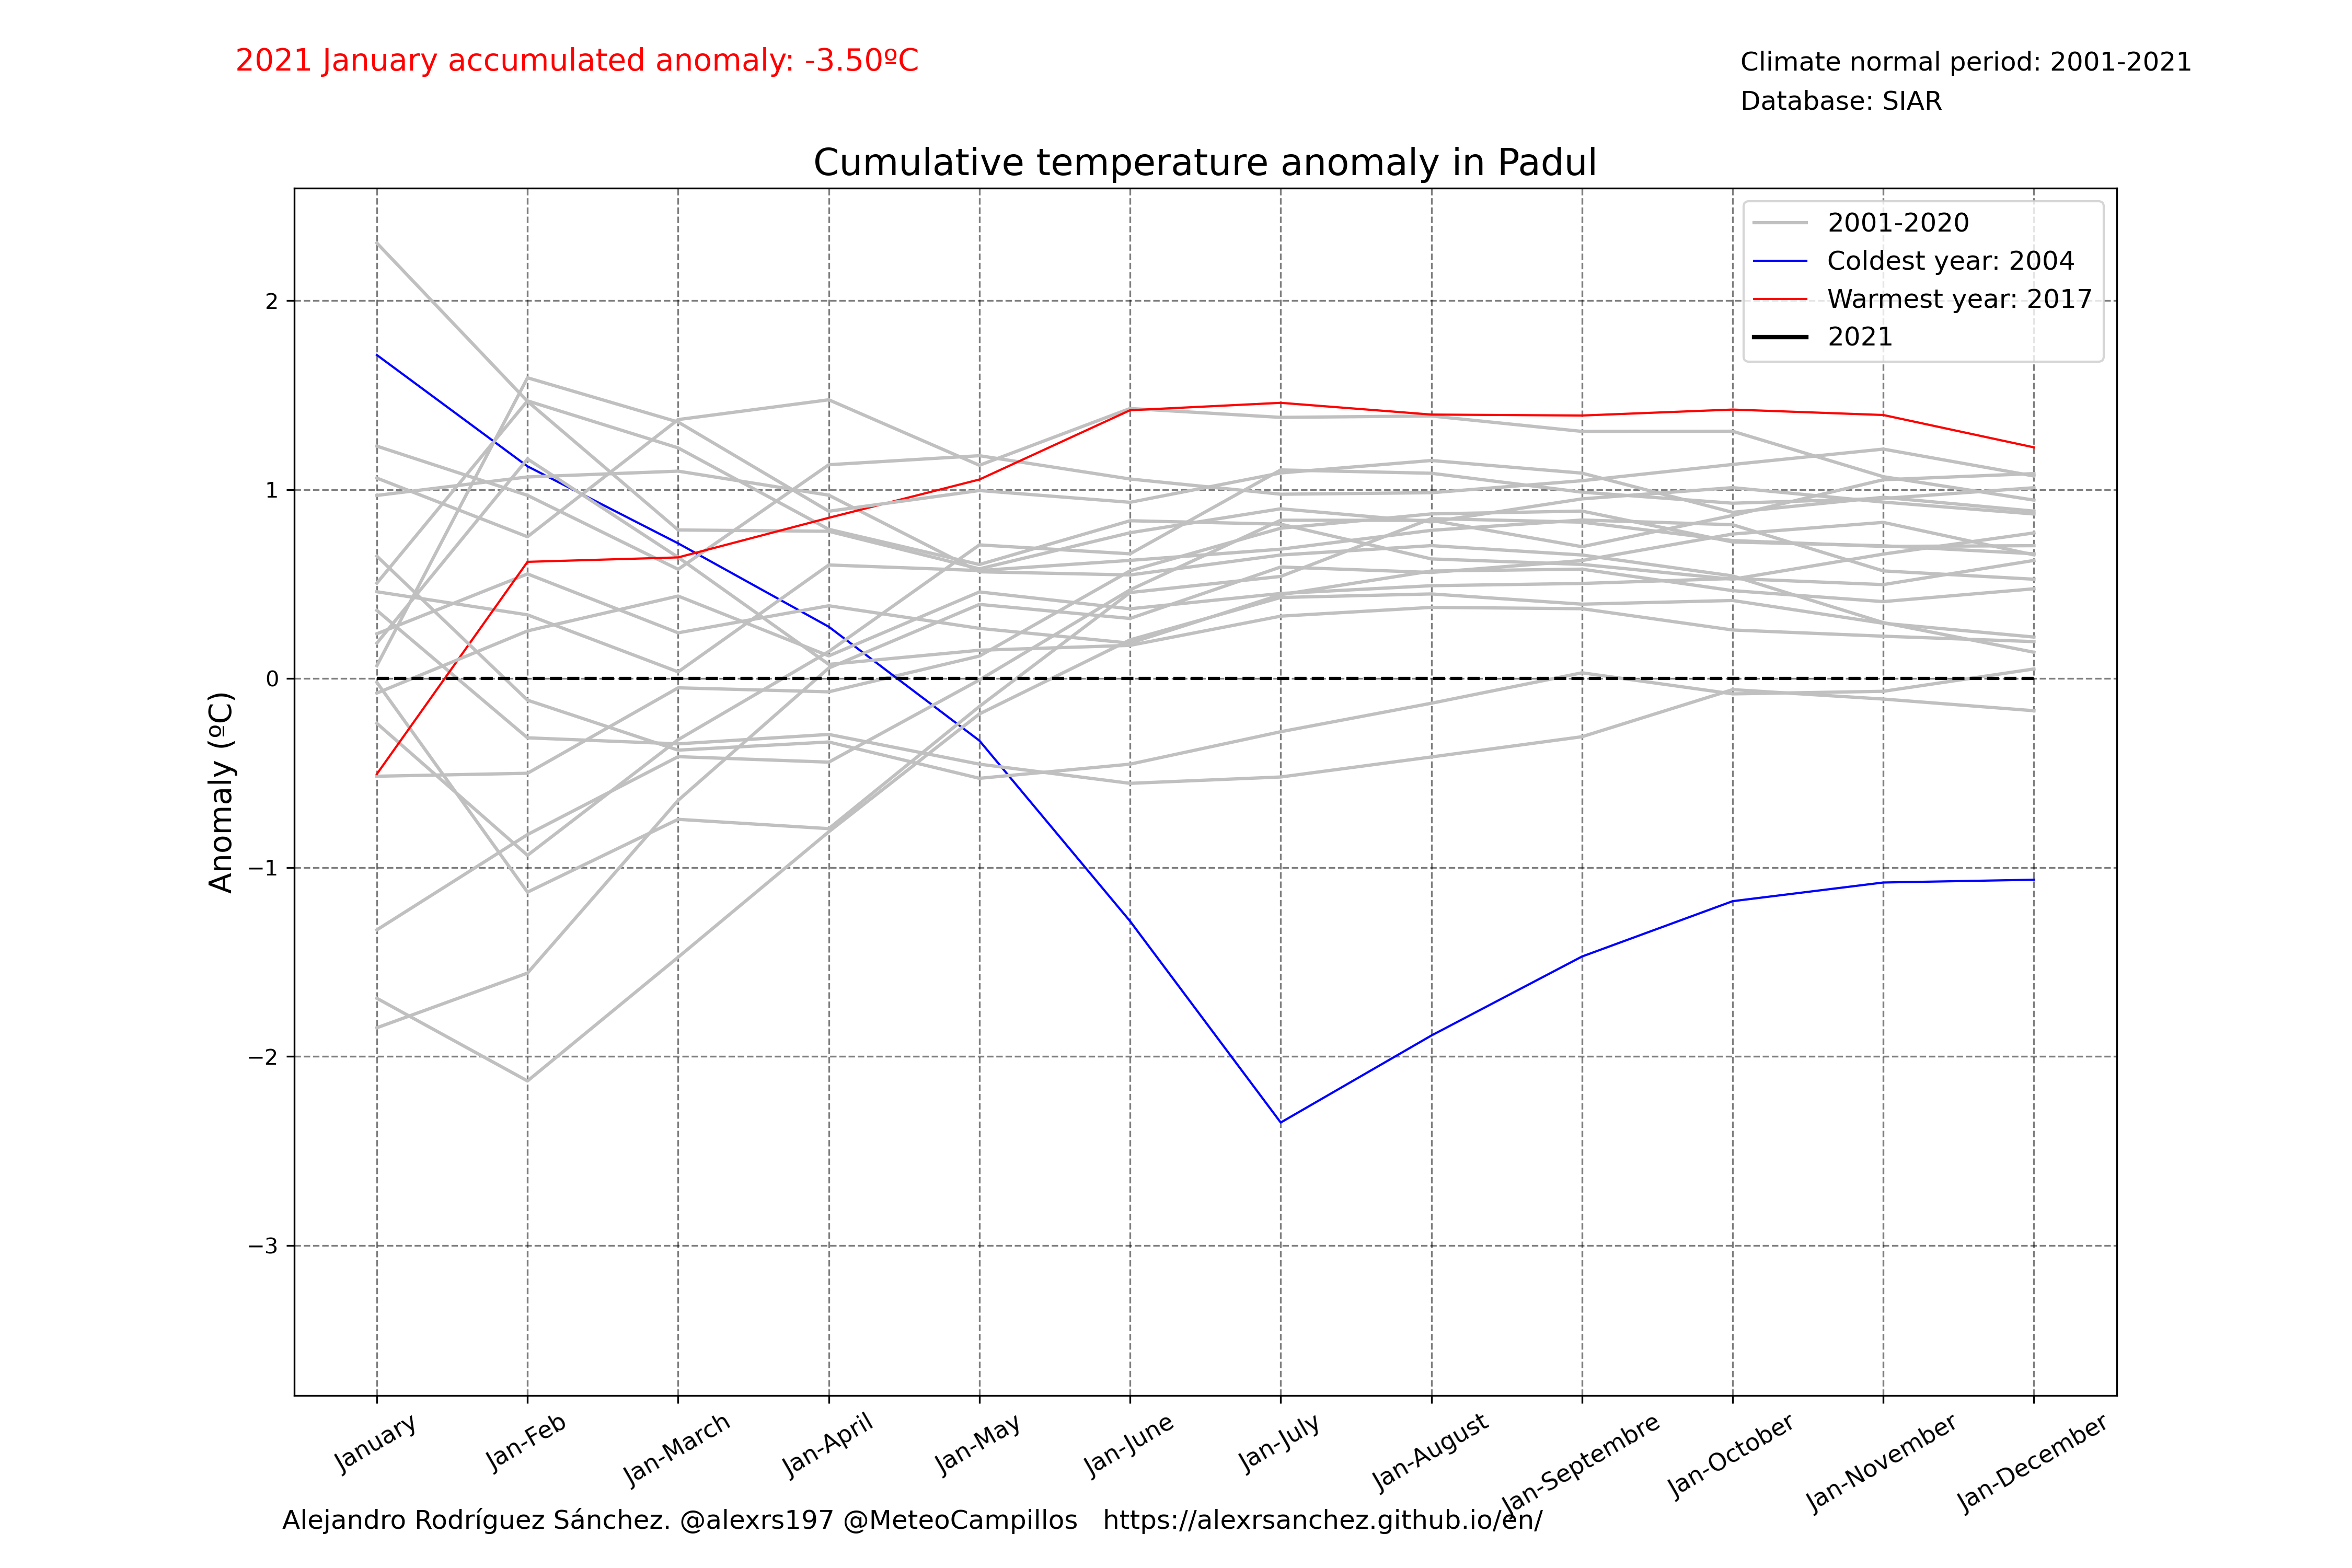 2021 January accumulated anomaly: -3.50ºC
Climate normal period: 2001-2021
Database: SIAR
Cumulative temperature anomaly in Padul
2001-2020
Coldest year: 2004
Warmest year: 2017
2021
Anomaly (ºC)
2
1
0
−1
−2
−3
January
Jan-Feb
Jan-March
Jan-April
Jan-May
Jan-June
Jan-July
Jan-August
Jan-Septembre
Jan-October
Jan-November
Jan-December
Alejandro Rodríguez Sánchez. @alexrs197 @MeteoCampillos   https://alexrsanchez.github.io/en/